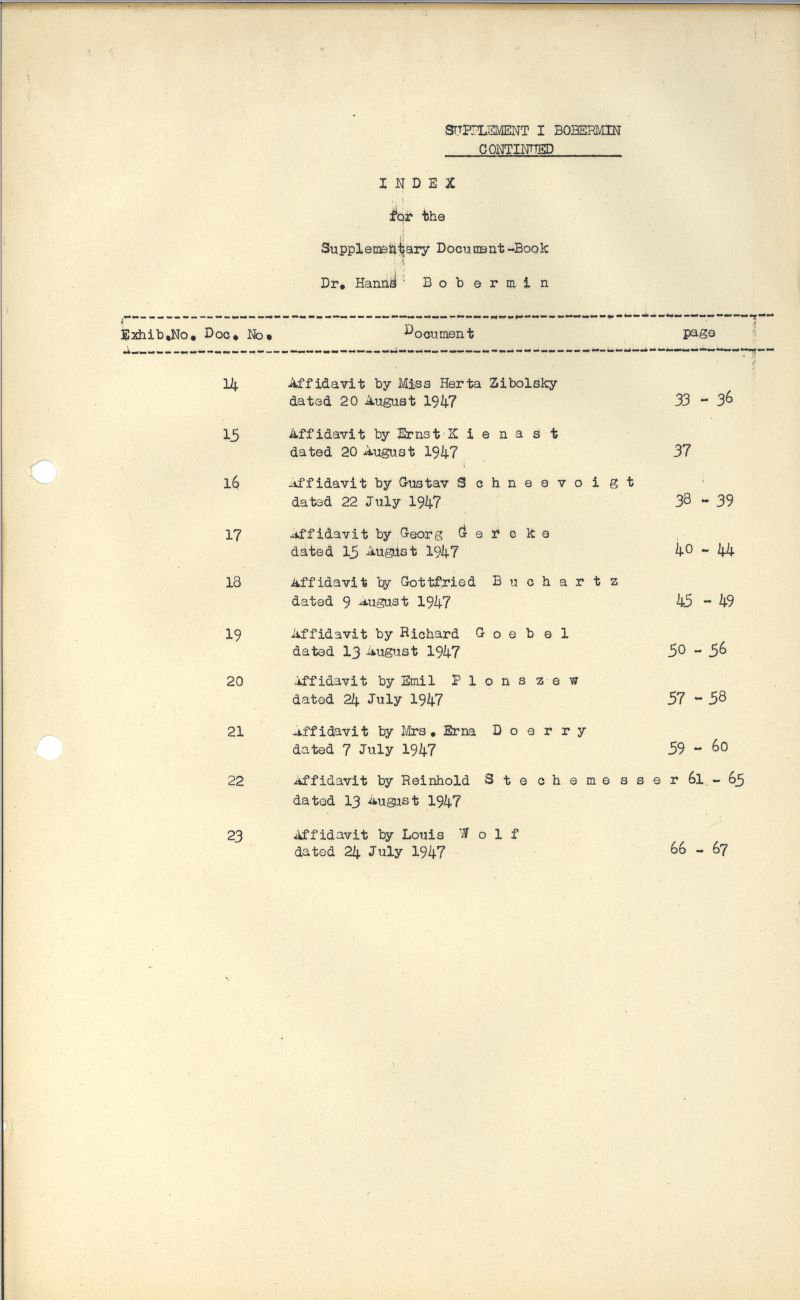 SUPPLEMENT I BOBERMIN
CONTINUED
I N D E X
for the
Supplementary Document-Book
Dr. Hanns B o b e r m i n
Exhib.No. Doc. No. Document page
14 Affidavit by Miss Herta Zibolsky
dated 20 August 1947 33 - 36
15 Affidavit by Ernst K i e n a s t
dated 20 August 1947 37
16 Affidavit by Gustav S c h n e e v o i g t
dated 22 July 1947 38 - 39
17 Affidavit by Georg G e r c k e
dated 15 August 1947 40 - 44
18 Affidavit by Gottfried B u c h a r t z
dated 9 August 1947 45 - 49
19 Affidavit by Richard G o e b e l
dated 13 August 1947 50 - 56
20 Affidavit by Emil P l o n s z e w
dated 24 July 1947 57 - 58
21 Affidavit by Mrs. Erna D o e r r y
dated 7 July 1947 59 - 60
22 Affidavit by Reinhold S t e c h e m e s s e r 61 - 65
dated 13 August 1947
23 Affidavit by Louis W o l f
dated 24 July 1947 66 - 67